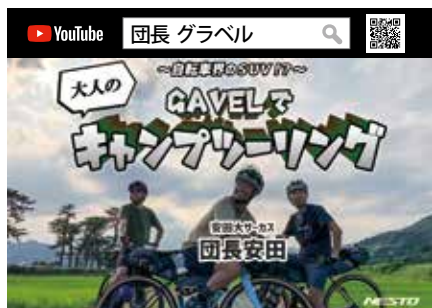 YouTube
団長 グラベル
～自転車界のSUV!?～
大人の
GAVELで
キャンプツーリング
安田大サーカス
団長安田
NESTO